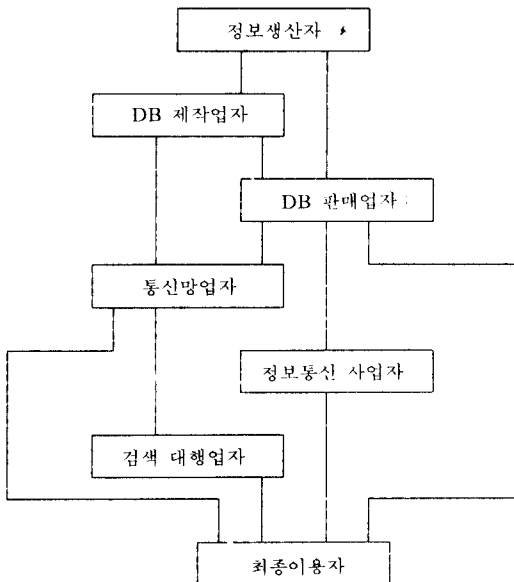 정보생산자
DB 제작업자
DB 판매업자
통신망업자
정보통신 사업자
검색 대행업자
최종이용자